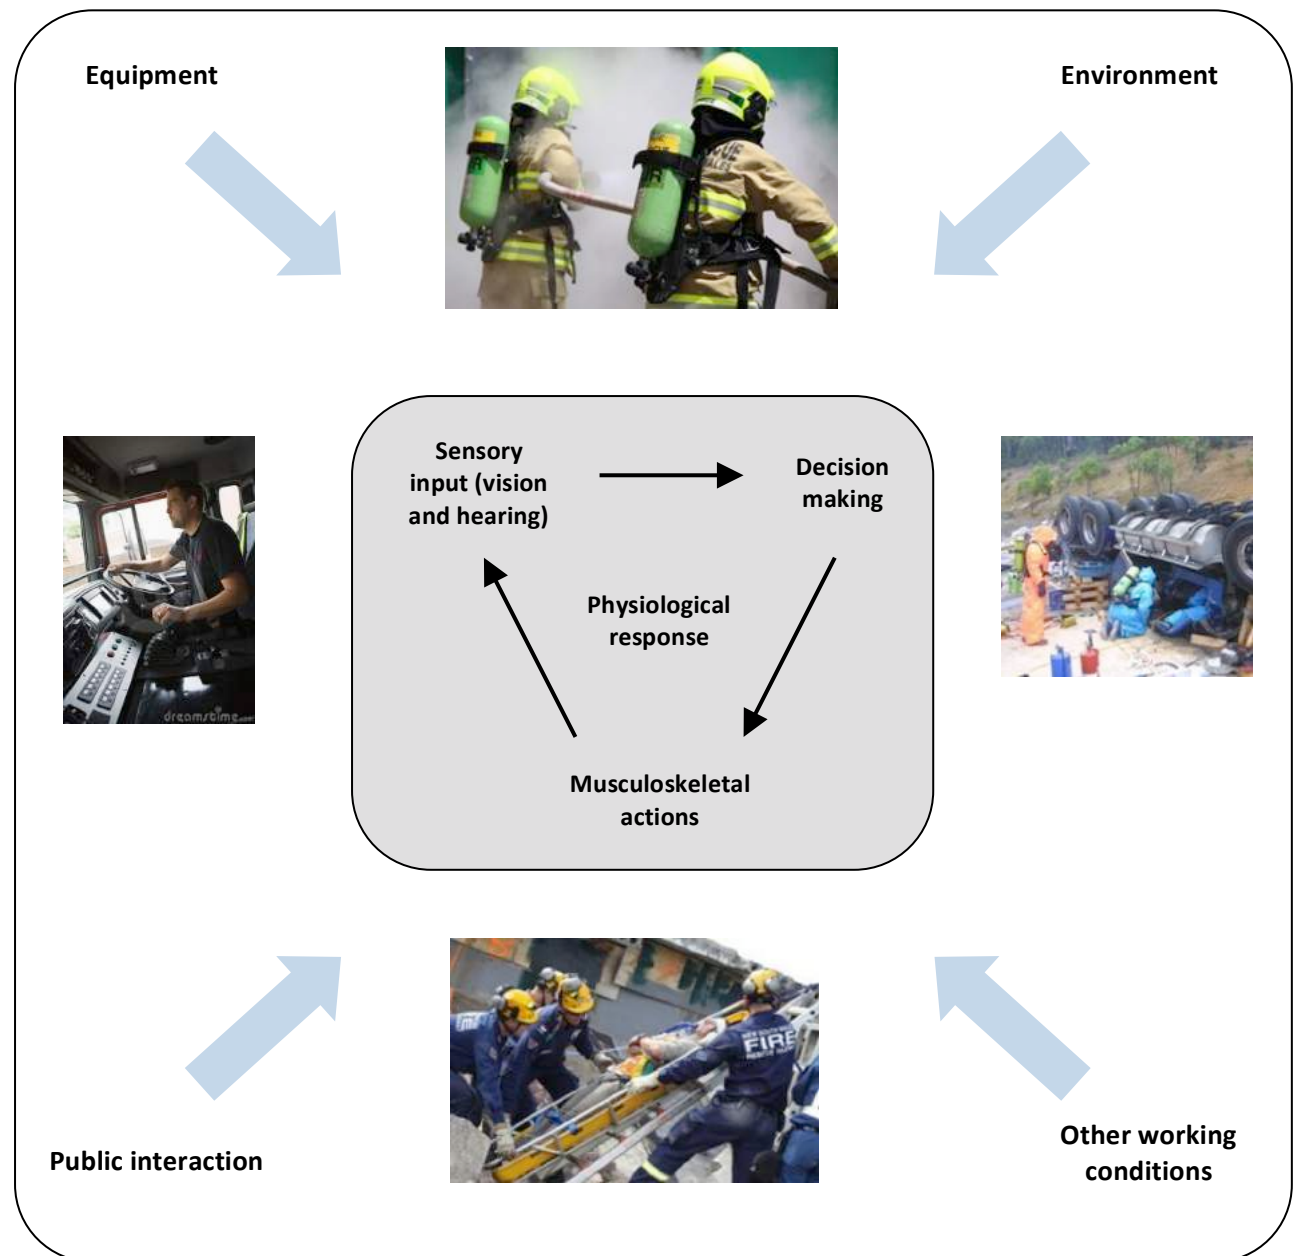 Equipment
Environment
Sensory
input (vision
and hearing)
Decision
making
Physiological
response
Musculoskeletal
actions
dreamstime.com
FIRE
Public interaction
Other working
conditions